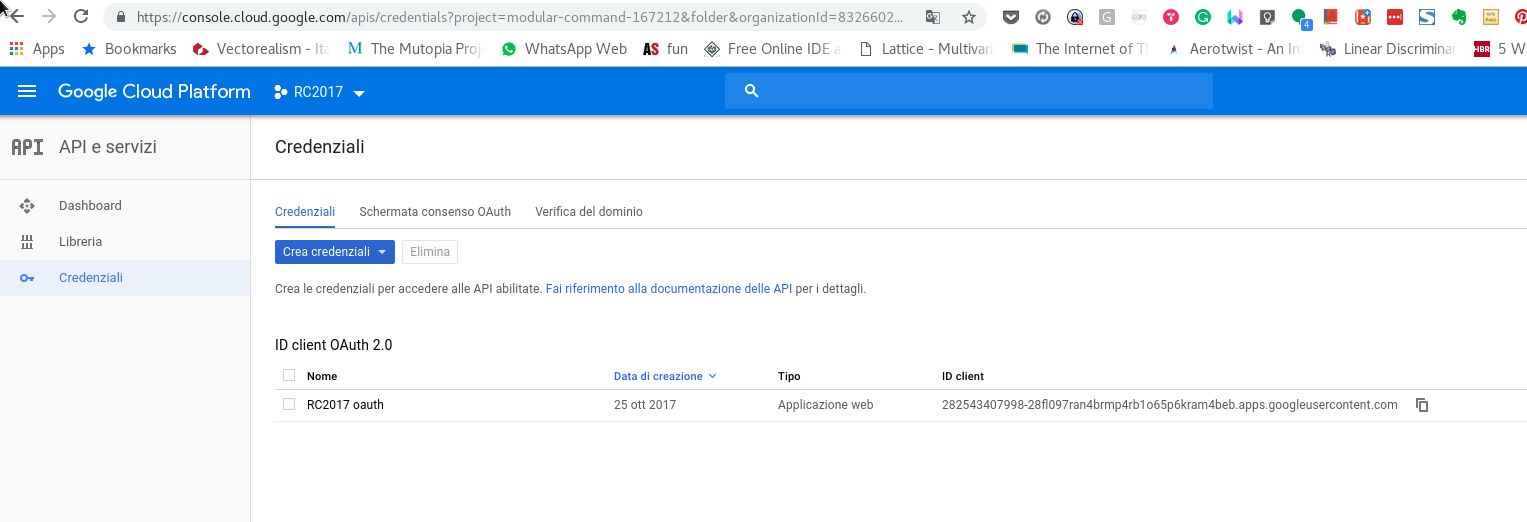 https://console.cloud.google.com/apis/credentials?project=modular-command-167212&folder&organizationId=8326602...
4
Apps Bookmarks Vectorealism - Ita The Mutopia Proj WhatsApp Web AS fun Free Online IDE a Lattice - Multivari The Internet of Th Aerotwist - An Int Linear Discriminan HBR 5 Wa
Google Cloud Platform RC2017
API API e servizi
Credenziali
Dashboard
Libreria
Credenziali
Credenziali Schermata consenso OAuth Verifica del dominio
Crea credenziali Elimina
Crea le credenziali per accedere alle API abilitate. Fai riferimento alla documentazione delle API per i dettagli.
ID client OAuth 2.0
Nome Data di creazione Tipo ID client
RC2017 oauth 25 ott 2017 Applicazione web 282543407998-28fl097ran4brmp4rb1o65p6kram4beb.apps.googleusercontent.com